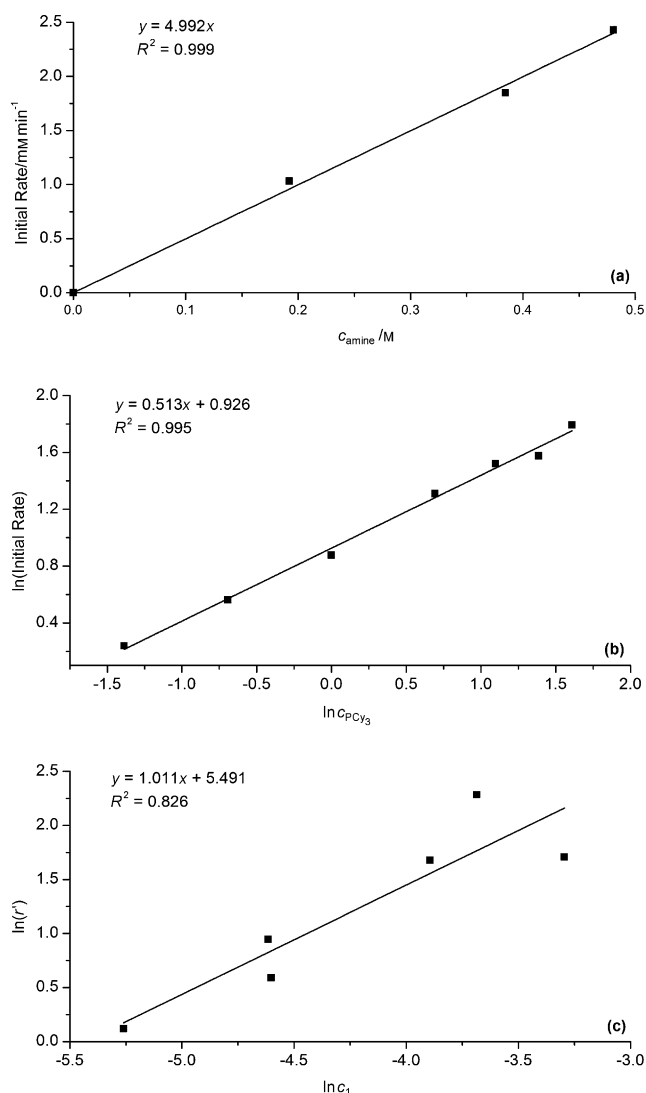 y = 4.992x
R² = 0.999
2.5
2.0
1.5
1.0
0.5
0.0
Initial Rate/mM min⁻¹
0.0 0.1 0.2 0.3 0.4 0.5
c_amine /M
(a)
y = 0.513x + 0.926
R² = 0.995
2.0
1.6
1.2
0.8
0.4
ln(Initial Rate)
-1.5 -1.0 -0.5 0.0 0.5 1.0 1.5 2.0
ln c_PCy₃
(b)
y = 1.011x + 5.491
R² = 0.826
2.5
2.0
1.5
1.0
0.5
0.0
ln(r')
-5.5 -5.0 -4.5 -4.0 -3.5 -3.0
ln c₁
(c)